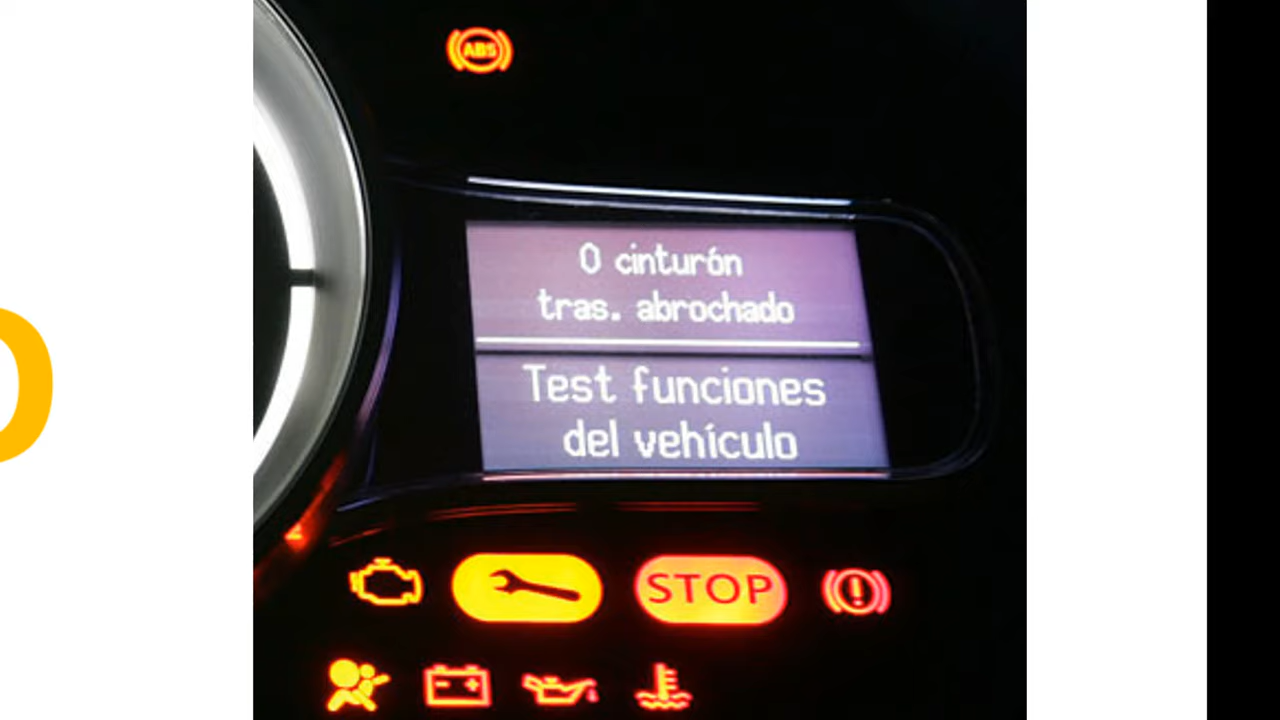 ABS
0 cinturón
tras. abrochado
Test funciones
del vehículo
STOP